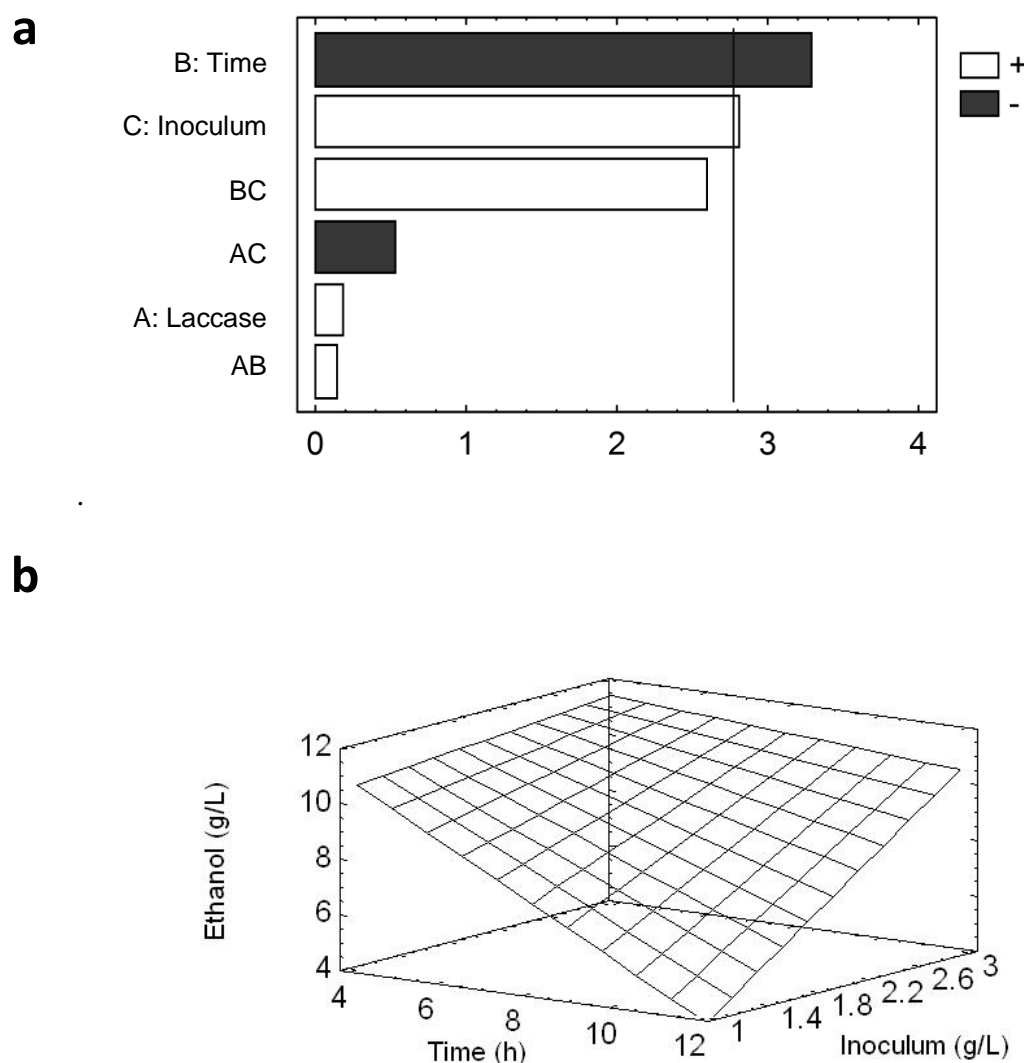 a
B: Time
+
C: Inoculum
-
BC
AC
A: Laccase
AB
0 1 2 3 4
.
b
12
10
8
6
4
Ethanol (g/L)
4 6 8 10 12
Time (h)
1 1.4 1.8 2.2 2.6 3
Inoculum (g/L)